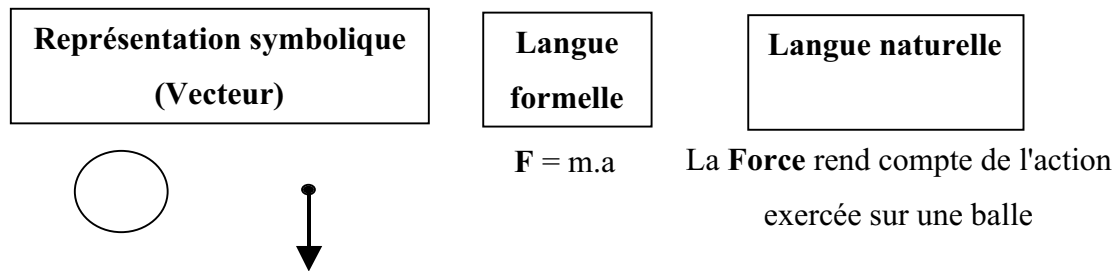 Représentation symbolique
(Vecteur)
Langue
formelle
Langue naturelle
F = m.a
La Force rend compte de l'action
exercée sur une balle